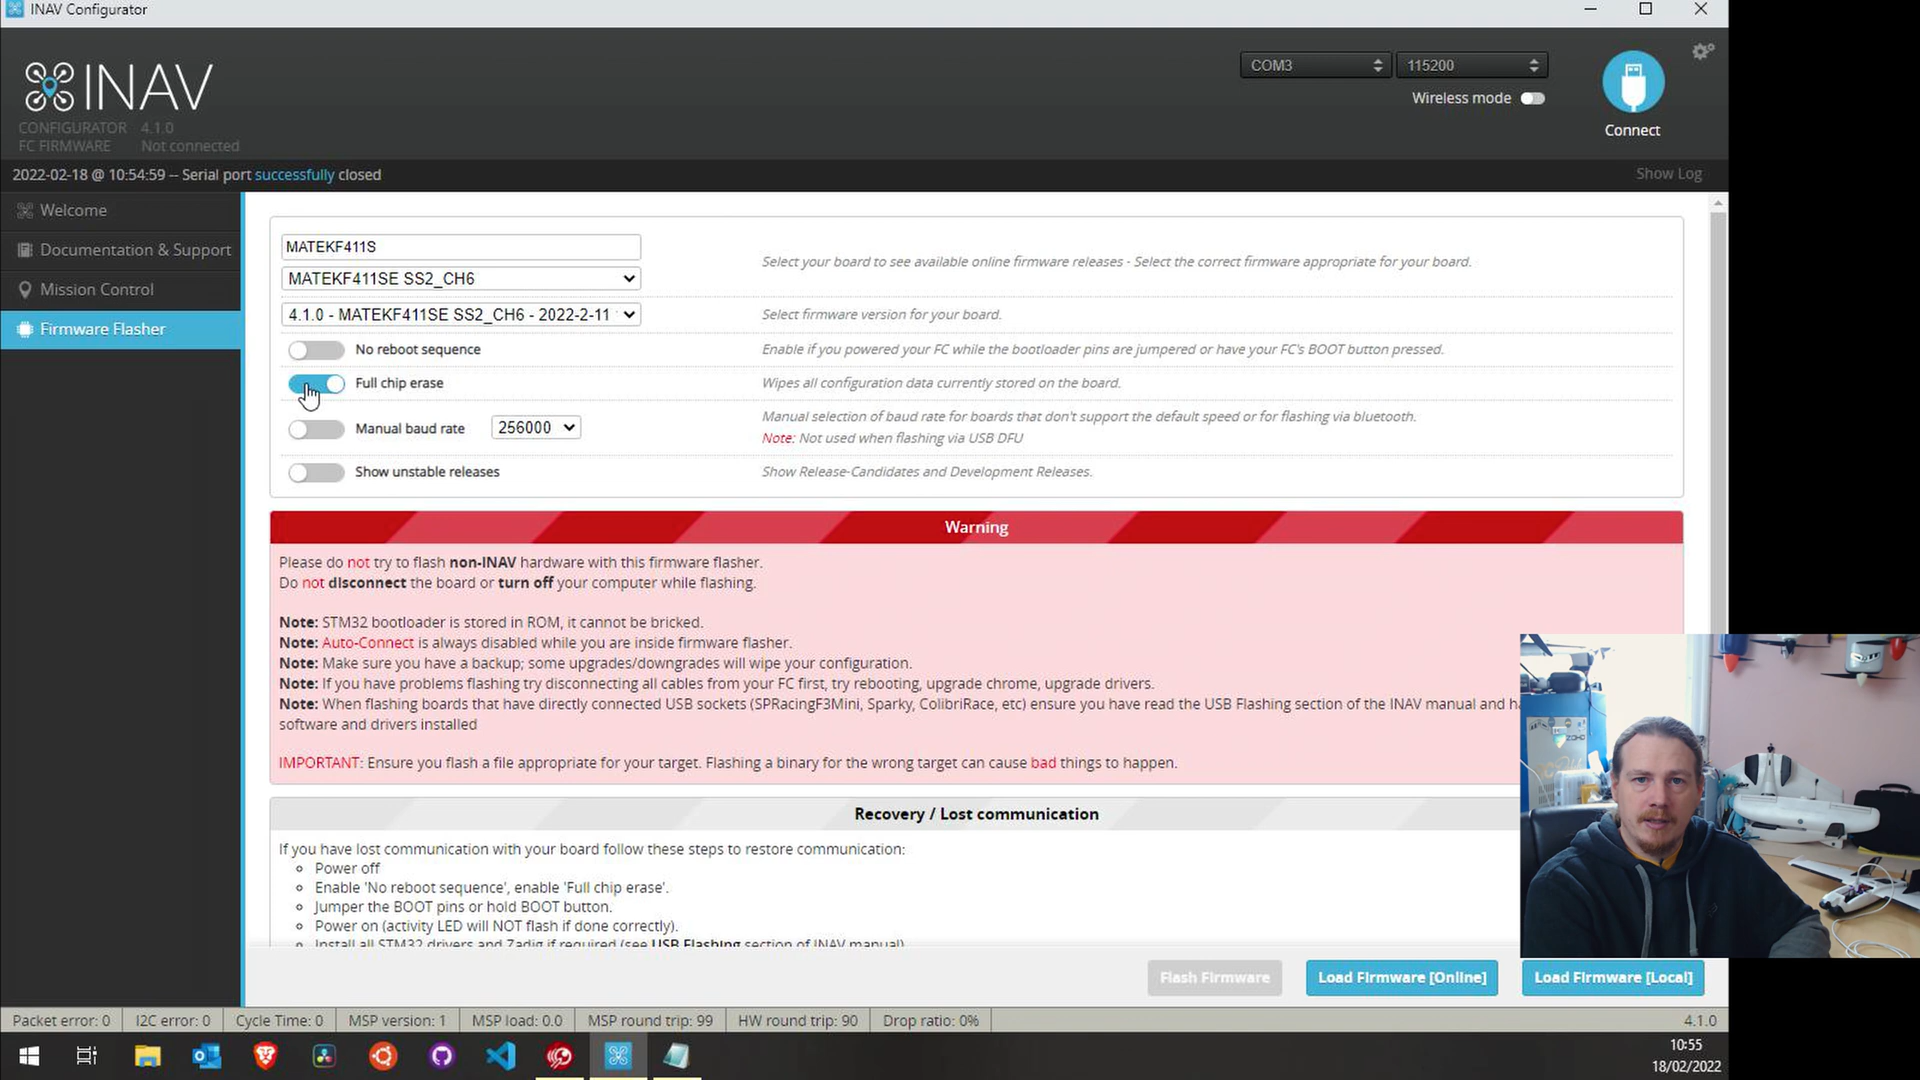 INAV Configurator
INAV
CONFIGURATOR 4.1.0
FC FIRMWARE Not connected
COM3
115200
Wireless mode
Connect
2022-02-18 @ 10:54:59 -- Serial port successfully closed
Show Log
Welcome
Documentation & Support
Mission Control
Firmware Flasher
MATEKF411S
MATEKF411SE SS2_CH6
Select your board to see available online firmware releases - Select the correct firmware appropriate for your board.
4.1.0 - MATEKF411SE SS2_CH6 - 2022-2-11
Select firmware version for your board.
No reboot sequence
Enable if you powered your FC while the bootloader pins are jumpered or have your FC's BOOT button pressed.
Full chip erase
Wipes all configuration data currently stored on the board.
Manual baud rate
256000
Manual selection of baud rate for boards that don't support the default speed or for flashing via bluetooth.
Note: Not used when flashing via USB DFU
Show unstable releases
Show Release-Candidates and Development Releases.
Warning
Please do not try to flash non-INAV hardware with this firmware flasher.
Do not disconnect the board or turn off your computer while flashing.
Note: STM32 bootloader is stored in ROM, it cannot be bricked.
Note: Auto-Connect is always disabled while you are inside firmware flasher.
Note: Make sure you have a backup; some upgrades/downgrades will wipe your configuration.
Note: If you have problems flashing try disconnecting all cables from your FC first, try rebooting, upgrade chrome, upgrade drivers.
Note: When flashing boards that have directly connected USB sockets (SPRacingF3Mini, Sparky, ColibriRace, etc) ensure you have read the USB Flashing section of the INAV manual and
software and drivers installed
IMPORTANT: Ensure you flash a file appropriate for your target. Flashing a binary for the wrong target can cause bad things to happen.
Recovery / Lost communication
If you have lost communication with your board follow these steps to restore communication:
Power off
Enable 'No reboot sequence', enable 'Full chip erase'.
Jumper the BOOT pins or hold BOOT button.
Power on (activity LED will NOT flash if done correctly).
Install all STM32 drivers and Zadig if required (see USB Flashing section of INAV manual)
Flash Firmware
Load Firmware [Online]
Load Firmware [Local]
Packet error: 0
I2C error: 0
Cycle Time: 0
MSP version: 1
MSP load: 0.0
MSP round trip: 99
HW round trip: 90
Drop ratio: 0%
4.1.0
10:55
18/02/2022